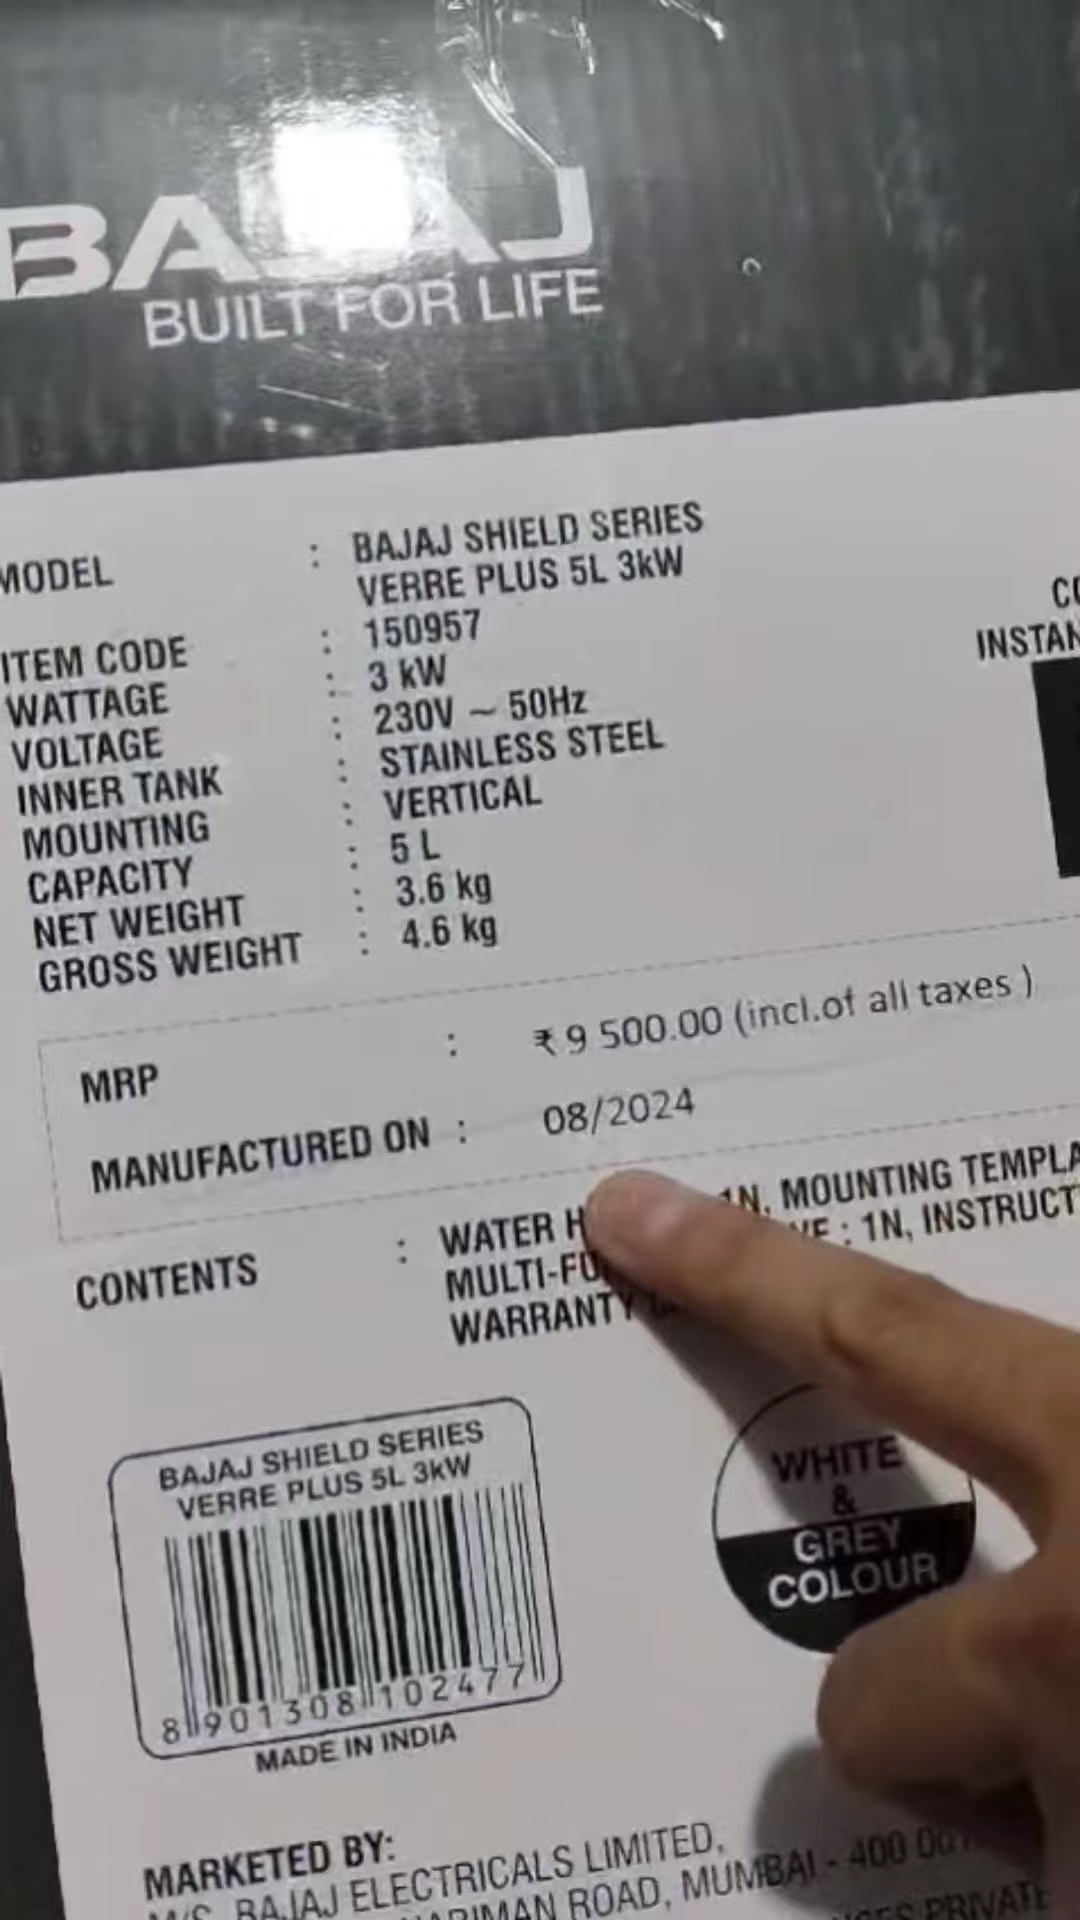 BAJAJ
BUILT FOR LIFE
MODEL : BAJAJ SHIELD SERIES
VERRE PLUS 5L 3kW
ITEM CODE : 150957
WATTAGE : 3 kW
VOLTAGE : 230V ~ 50Hz
INNER TANK : STAINLESS STEEL
MOUNTING : VERTICAL
CAPACITY : 5 L
NET WEIGHT : 3.6 kg
GROSS WEIGHT : 4.6 kg
MRP : ₹ 9 500.00 (incl.of all taxes )
MANUFACTURED ON : 08/2024
CONTENTS : WATER 1N, MOUNTING
: 1N,
WARRANTY
BAJAJ SHIELD SERIES
VERRE PLUS 5L 3kW
8 901308 102477
MADE IN INDIA
WHITE
&
GREY
COLOUR
MARKETED BY:
BAJAJ ELECTRICALS LIMITED,
ROAD, MUMBAI - 400